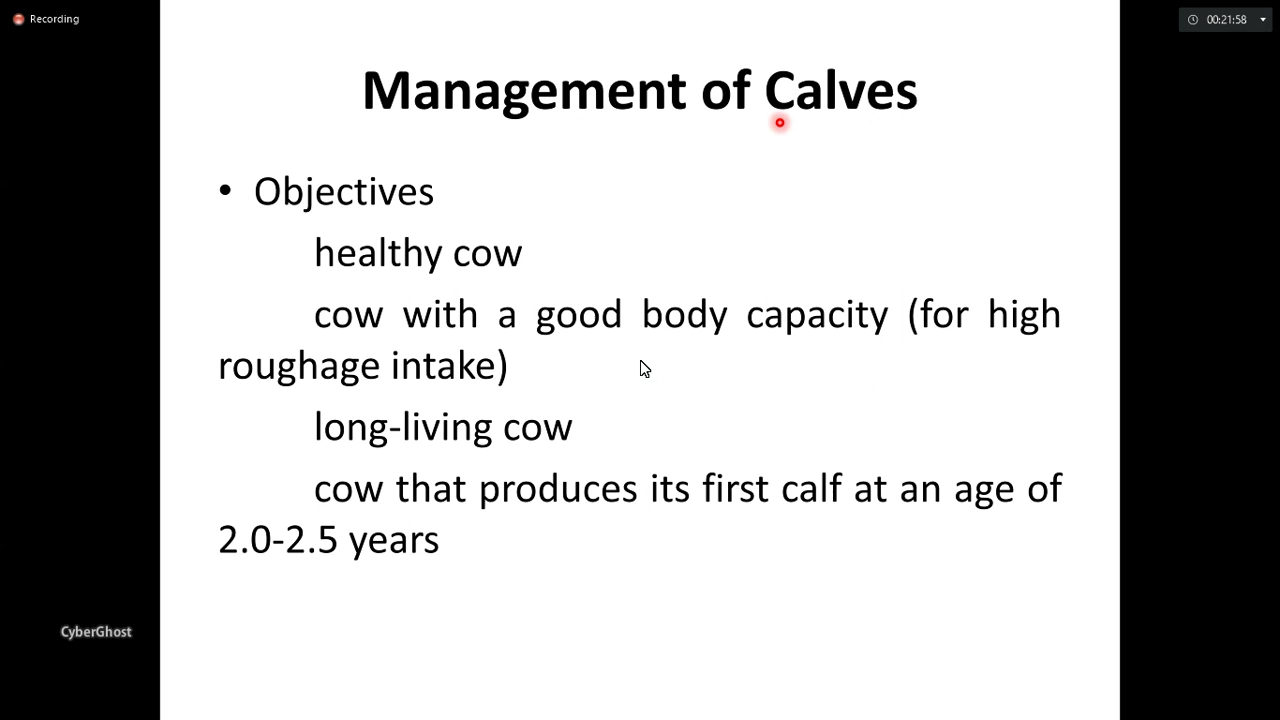 Recording
00:21:58
Management of Calves
• Objectives
healthy cow
cow with a good body capacity (for high
roughage intake)
long-living cow
cow that produces its first calf at an age of
2.0-2.5 years
CyberGhost